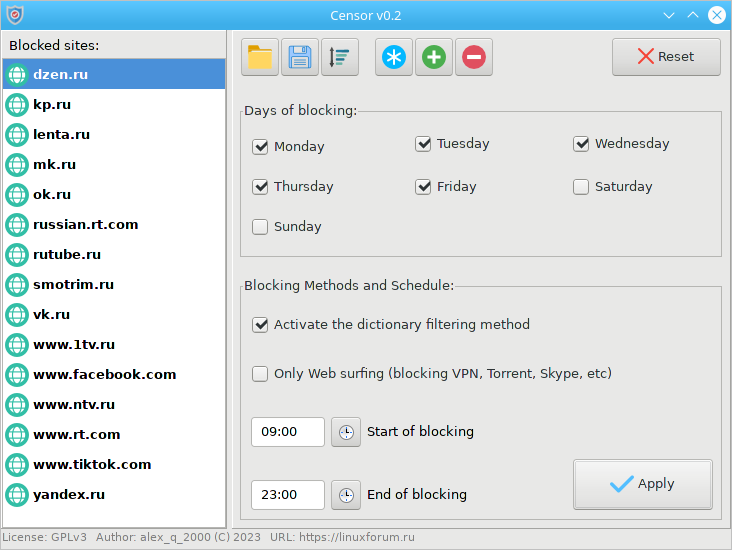 Censor v0.2
Blocked sites:
dzen.ru
kp.ru
lenta.ru
mk.ru
ok.ru
russian.rt.com
rutube.ru
smotrim.ru
vk.ru
www.1tv.ru
www.facebook.com
www.ntv.ru
www.rt.com
www.tiktok.com
yandex.ru
Reset
Days of blocking:
Monday
Tuesday
Wednesday
Thursday
Friday
Saturday
Sunday
Blocking Methods and Schedule:
Activate the dictionary filtering method
Only Web surfing (blocking VPN, Torrent, Skype, etc)
09:00 Start of blocking
23:00 End of blocking
Apply
License: GPLv3 Author: alex_q_2000 (C) 2023 URL: https://linuxforum.ru